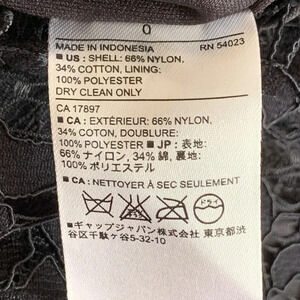 0
MADE IN INDONESIA RN 54023
■ US : SHELL: 66% NYLON,
34% COTTON, LINING:
100% POLYESTER
DRY CLEAN ONLY
CA 17897
■ CA : EXTÉRIEUR: 66% NYLON,
34% COTON, DOUBLURE:
100% POLYESTER ■ JP : 表地:
66% ナイロン, 34% 綿, 裏地:
100% ポリエステル
■ CA : NETTOYER À SEC SEULEMENT
■ ギャップジャパン株式会社 東京都渋
谷区千駄ヶ谷5-32-10